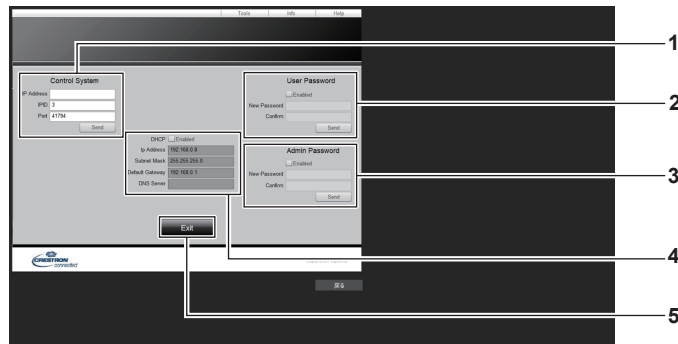 Tools Info Help
Control System
IP Address
IPID 3
Port 41794
Send
User Password
Enabled
New Password
Confirm
Send
DHCP Enabled
Ip Address 192.168.0.8
Subnet Mask 255.255.255.0
Default Gateway 192.168.0.1
DNS Server
Admin Password
Enabled
New Password
Confirm
Send
Exit
CRESTRON
connected
戻る
1
2
3
4
5